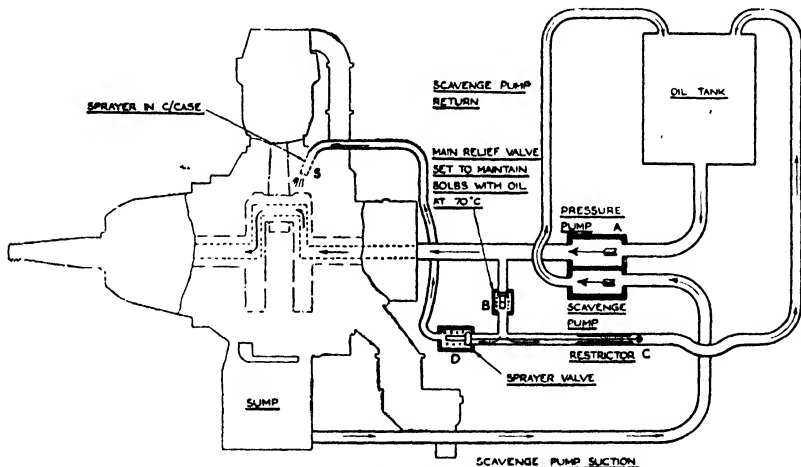 SCAVENGE PUMP
RETURN
OIL TANK
SPRAYER IN C/CASE
MAIN RELIEF VALVE
SET TO MAINTAIN
80LBS WITH OIL
AT 70°C
S
PRESSURE
PUMP A
B
SCAVENGE
PUMP
RESTRICTOR C
D
SPRAYER VALVE
SUMP
SCAVENGE PUMP SUCTION